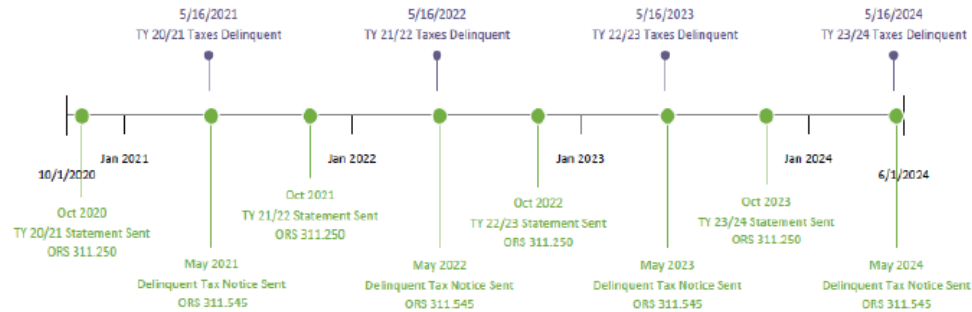 5/16/2021
TY 20/21 Taxes Delinquent
5/16/2022
TY 21/22 Taxes Delinquent
5/16/2023
TY 22/23 Taxes Delinquent
5/16/2024
TY 23/24 Taxes Delinquent
10/1/2020
Jan 2021
Jan 2022
Jan 2023
Jan 2024
6/1/2024
Oct 2020
TY 20/21 Statement Sent
ORS 311.250
Oct 2021
TY 21/22 Statement Sent
ORS 311.250
Oct 2022
TY 22/23 Statement Sent
ORS 311.250
Oct 2023
TY 23/24 Statement Sent
ORS 311.250
May 2021
Delinquent Tax Notice Sent
ORS 311.545
May 2022
Delinquent Tax Notice Sent
ORS 311.545
May 2023
Delinquent Tax Notice Sent
ORS 311.545
May 2024
Delinquent Tax Notice Sent
ORS 311.545